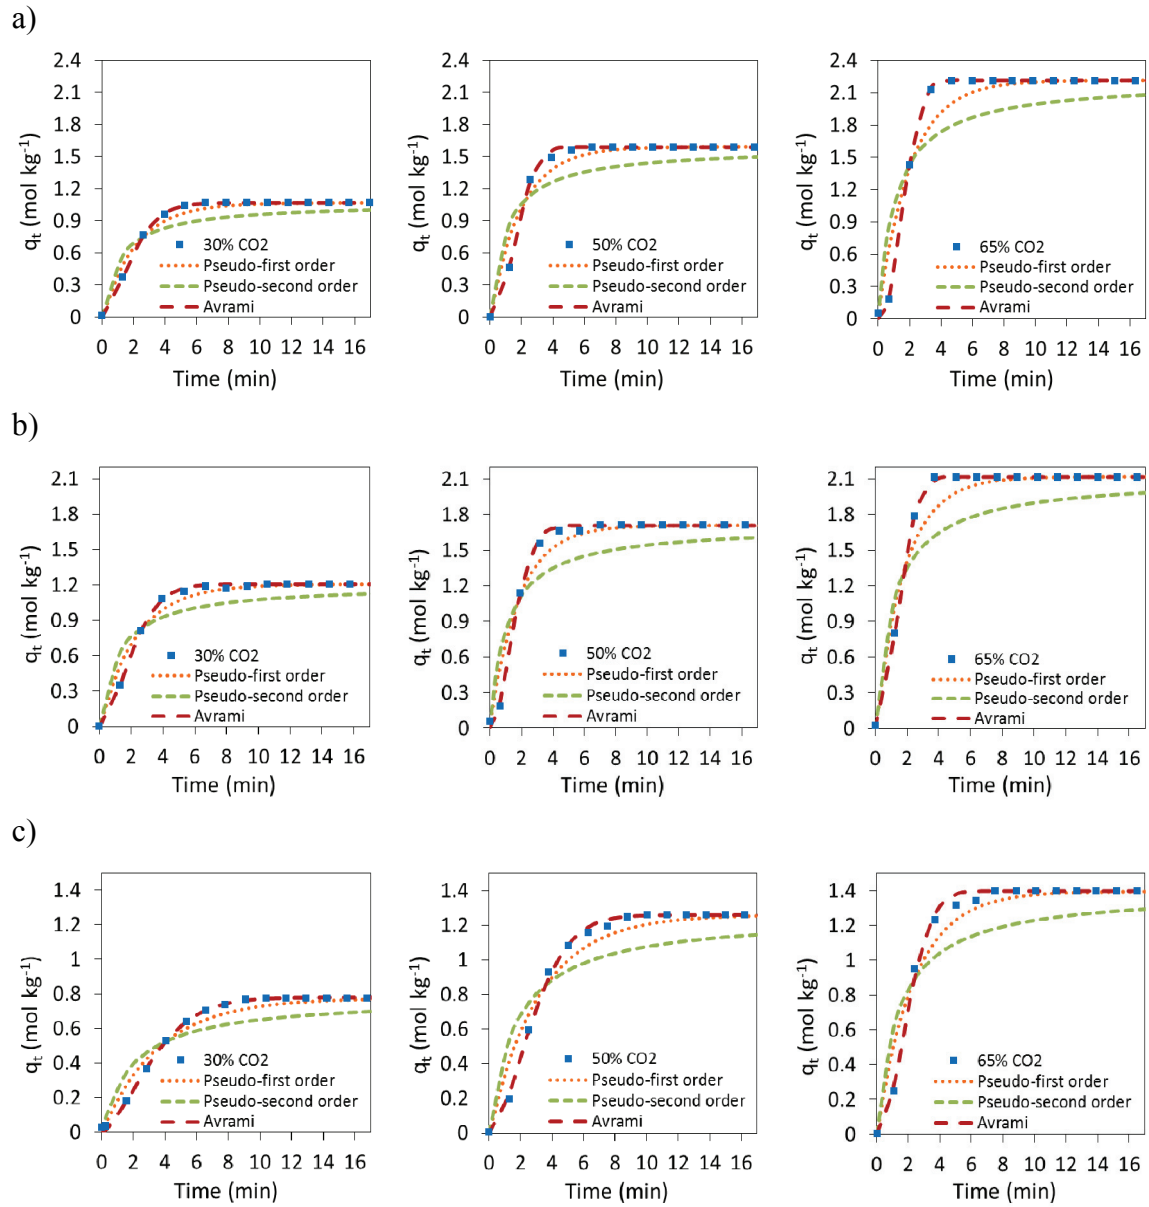 a)
2.4
2.1
1.8
1.5
1.2
0.9
0.6
0.3
0
qt (mol kg-1)
30% CO2
Pseudo-first order
Pseudo-second order
Avrami
0 2 4 6 8 10 12 14 16
Time (min)
2.4
2.1
1.8
1.5
1.2
0.9
0.6
0.3
0
qt (mol kg-1)
50% CO2
Pseudo-first order
Pseudo-second order
Avrami
0 2 4 6 8 10 12 14 16
Time (min)
2.4
2.1
1.8
1.5
1.2
0.9
0.6
0.3
0
qt (mol kg-1)
65% CO2
Pseudo-first order
Pseudo-second order
Avrami
0 2 4 6 8 10 12 14 16
Time (min)
b)
2.1
1.8
1.5
1.2
0.9
0.6
0.3
0
qt (mol kg-1)
30% CO2
Pseudo-first order
Pseudo-second order
Avrami
0 2 4 6 8 10 12 14 16
Time (min)
2.1
1.8
1.5
1.2
0.9
0.6
0.3
0
qt (mol kg-1)
50% CO2
Pseudo-first order
Pseudo-second order
Avrami
0 2 4 6 8 10 12 14 16
Time (min)
2.1
1.8
1.5
1.2
0.9
0.6
0.3
0
qt (mol kg-1)
65% CO2
Pseudo-first order
Pseudo-second order
Avrami
0 2 4 6 8 10 12 14 16
Time (min)
c)
1.4
1.2
1
0.8
0.6
0.4
0.2
0
qt (mol kg-1)
30% CO2
Pseudo-first order
Pseudo-second order
Avrami
0 2 4 6 8 10 12 14 16
Time (min)
1.4
1.2
1
0.8
0.6
0.4
0.2
0
qt (mol kg-1)
50% CO2
Pseudo-first order
Pseudo-second order
Avrami
0 2 4 6 8 10 12 14 16
Time (min)
1.4
1.2
1
0.8
0.6
0.4
0.2
0
qt (mol kg-1)
65% CO2
Pseudo-first order
Pseudo-second order
Avrami
0 2 4 6 8 10 12 14 16
Time (min)